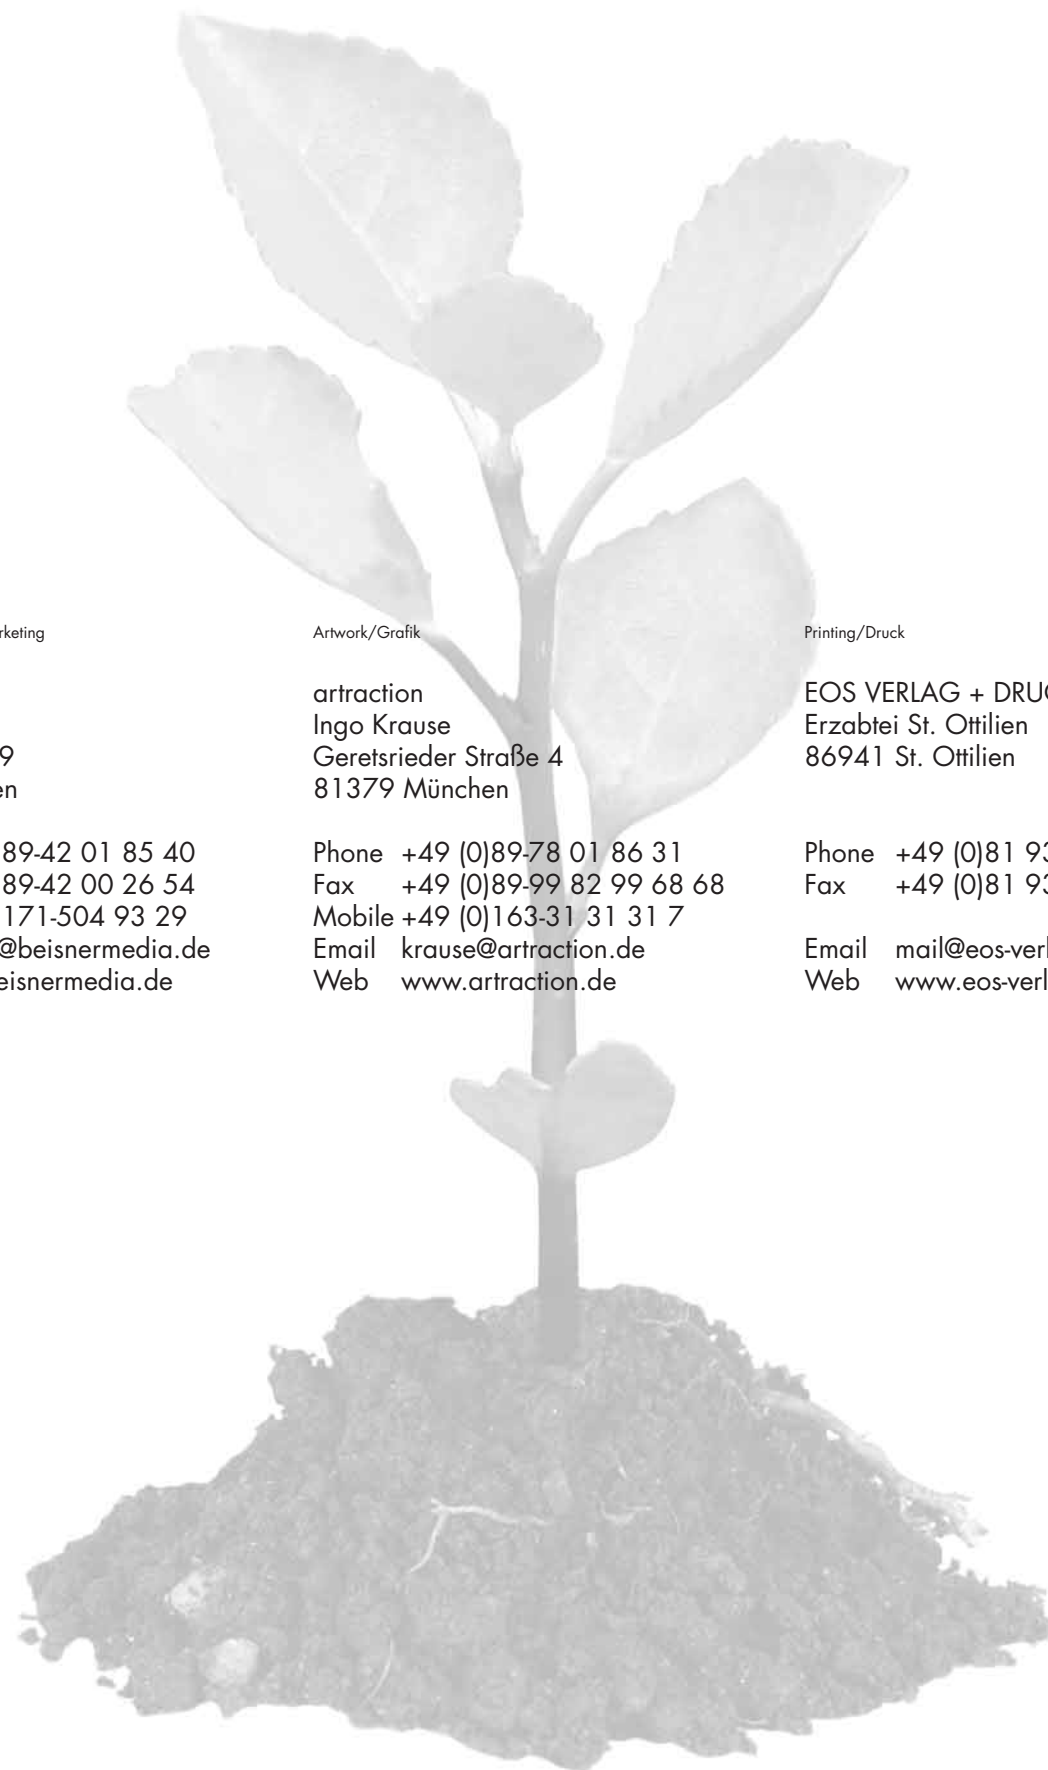 rketing
9
en
89-42 01 85 40
89-42 00 26 54
171-504 93 29
@beisnermedia.de
eisnermedia.de
Artwork/Grafik
artraction
Ingo Krause
Geretsrieder Straße 4
81379 München
Phone +49 (0)89-78 01 86 31
Fax +49 (0)89-99 82 99 68 68
Mobile +49 (0)163-31 31 31 7
Email krause@artraction.de
Web www.artraction.de
Printing/Druck
EOS VERLAG + DRU
Erzabtei St. Ottilien
86941 St. Ottilien
Phone +49 (0)81 93
Fax +49 (0)81 93
Email mail@eos-verl
Web www.eos-verl